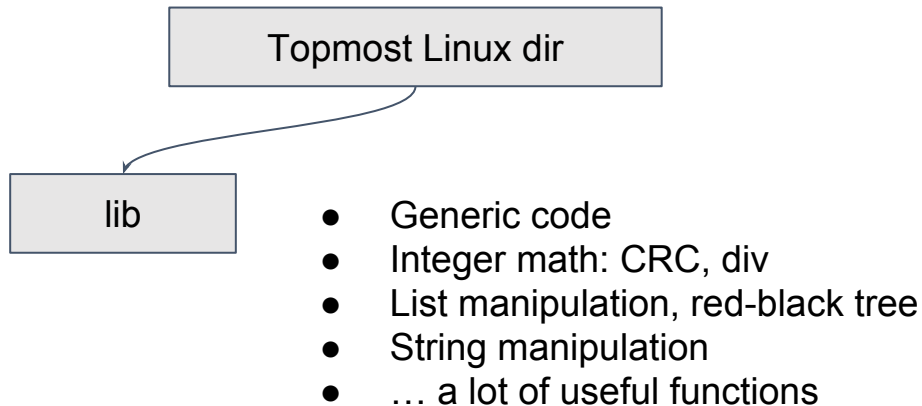 Topmost Linux dir
lib
● Generic code
● Integer math: CRC, div
● List manipulation, red-black tree
● String manipulation
● … a lot of useful functions